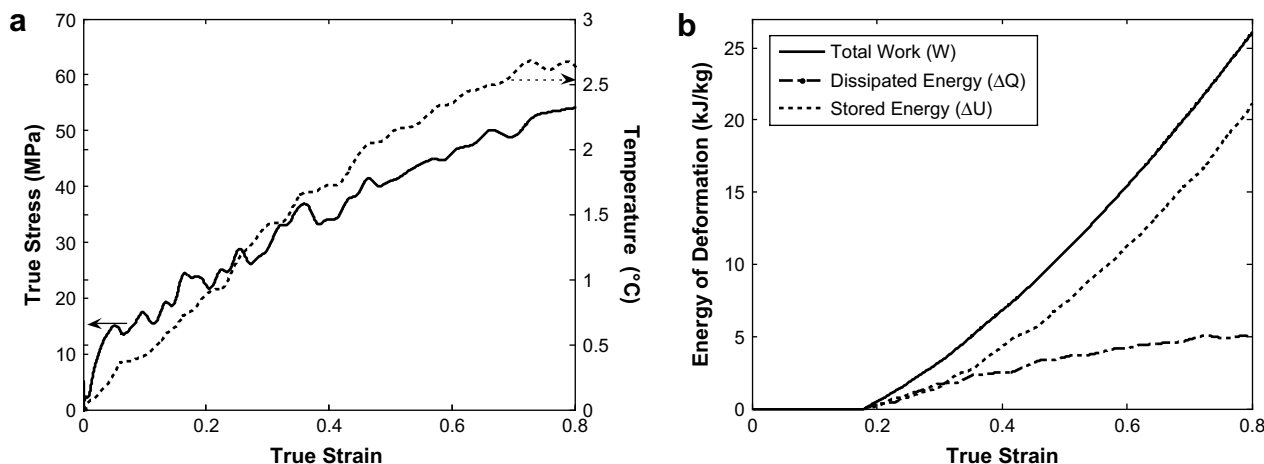 a
70
60
50
40
30
20
10
0
True Stress (MPa)
3
2.5
2
1.5
1
0.5
0
Temperature (°C)
0 0.2 0.4 0.6 0.8
True Strain
b
Total Work (W)
Dissipated Energy (ΔQ)
Stored Energy (ΔU)
25
20
15
10
5
0
Energy of Deformation (kJ/kg)
0 0.2 0.4 0.6 0.8
True Strain